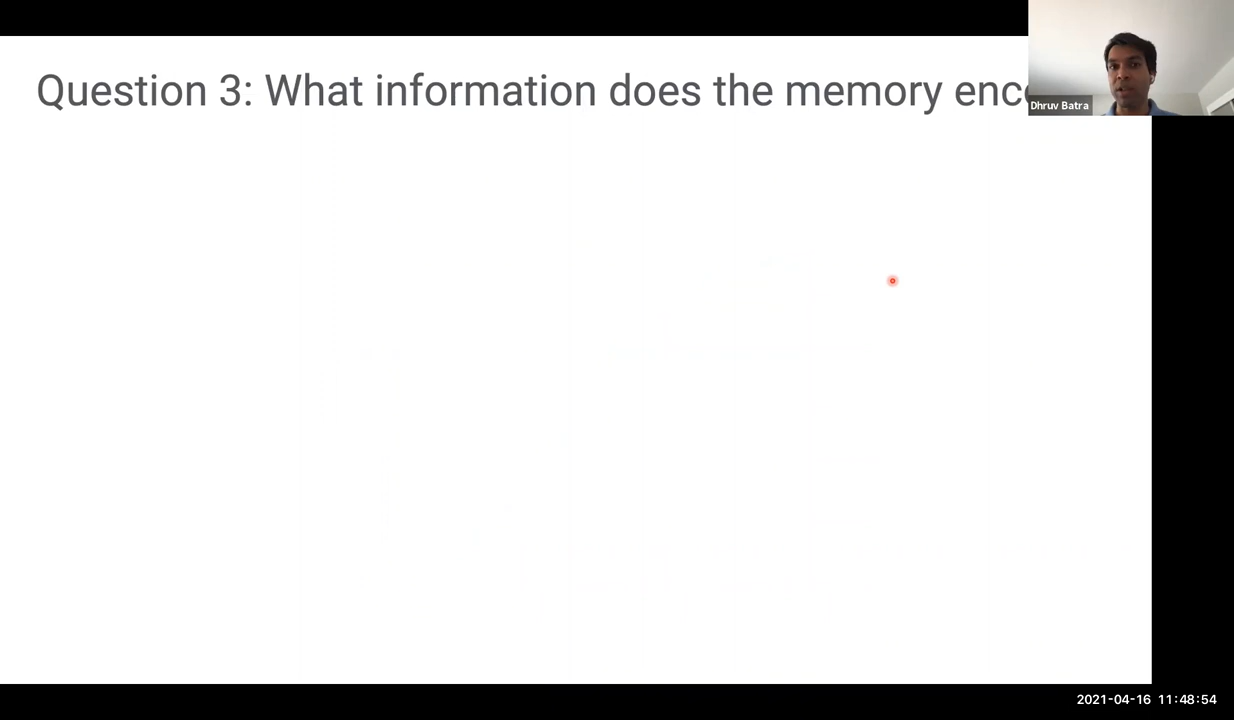 Question 3: What information does the memory enc
Dhruv Batra
2021-04-16 11:48:54